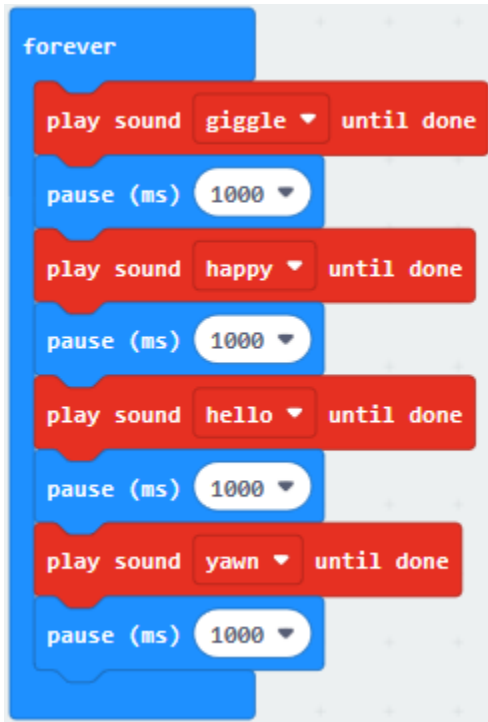 forever
play sound giggle until done
pause (ms) 1000
play sound happy until done
pause (ms) 1000
play sound hello until done
pause (ms) 1000
play sound yawn until done
pause (ms) 1000